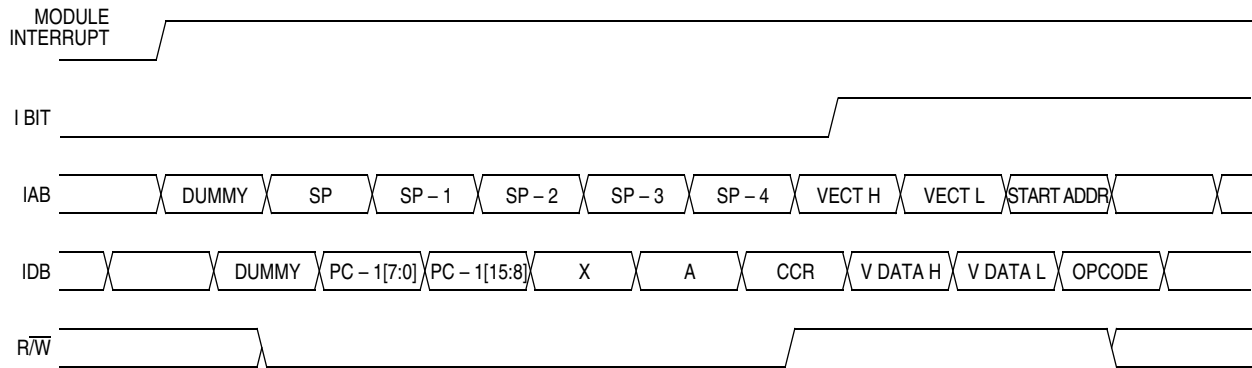 MODULE
INTERRUPT
I BIT
IAB DUMMY SP SP – 1 SP – 2 SP – 3 SP – 4 VECT H VECT L START ADDR
IDB DUMMY PC – 1[7:0] PC – 1[15:8] X A CCR V DATA H V DATA L OPCODE
R/W̅